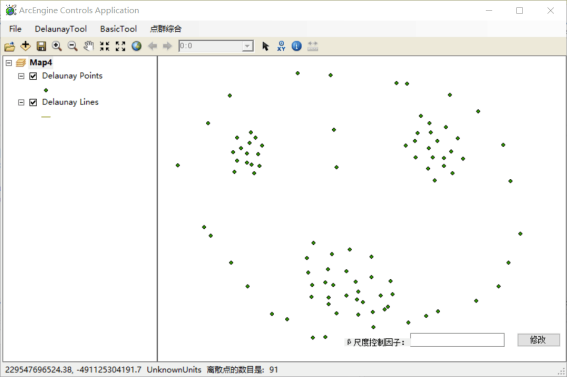 ArcEngine Controls Application
File DelaunayTool BasicTool 点群综合
0:0
Map4
Delaunay Points
Delaunay Lines
β 尺度控制因子: 修改
229547696524.38, -491125304191.7 UnknownUnits 离散点的数目是: 91